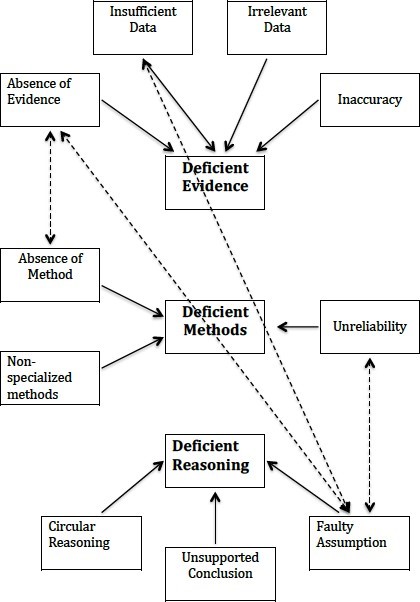 Insufficient
Data
Irrelevant
Data
Absence of
Evidence
Inaccuracy
Deficient
Evidence
Absence of
Method
Deficient
Methods
Unreliability
Non-
specialized
methods
Deficient
Reasoning
Circular
Reasoning
Unsupported
Conclusion
Faulty
Assumption